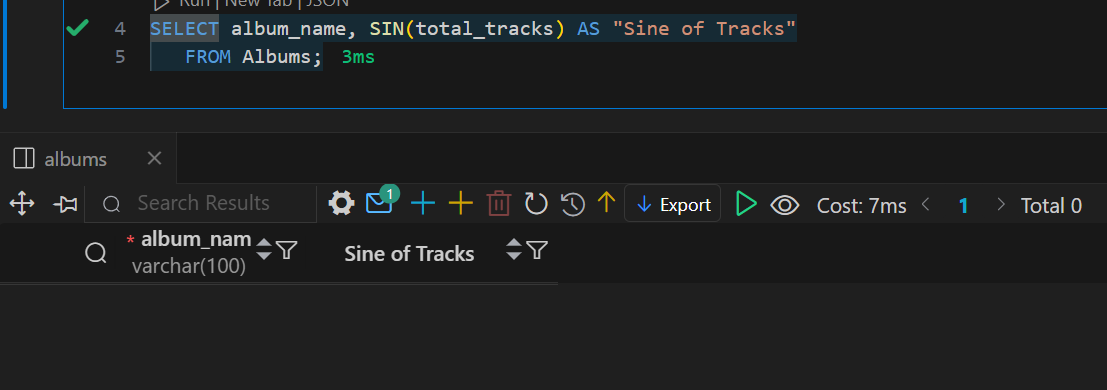 Run | New Tab | JSON
4 SELECT album_name, SIN(total_tracks) AS "Sine of Tracks"
5 FROM Albums; 3ms
albums
Search Results 1 Export Cost: 7ms 1 Total 0
* album_nam Sine of Tracks
varchar(100)